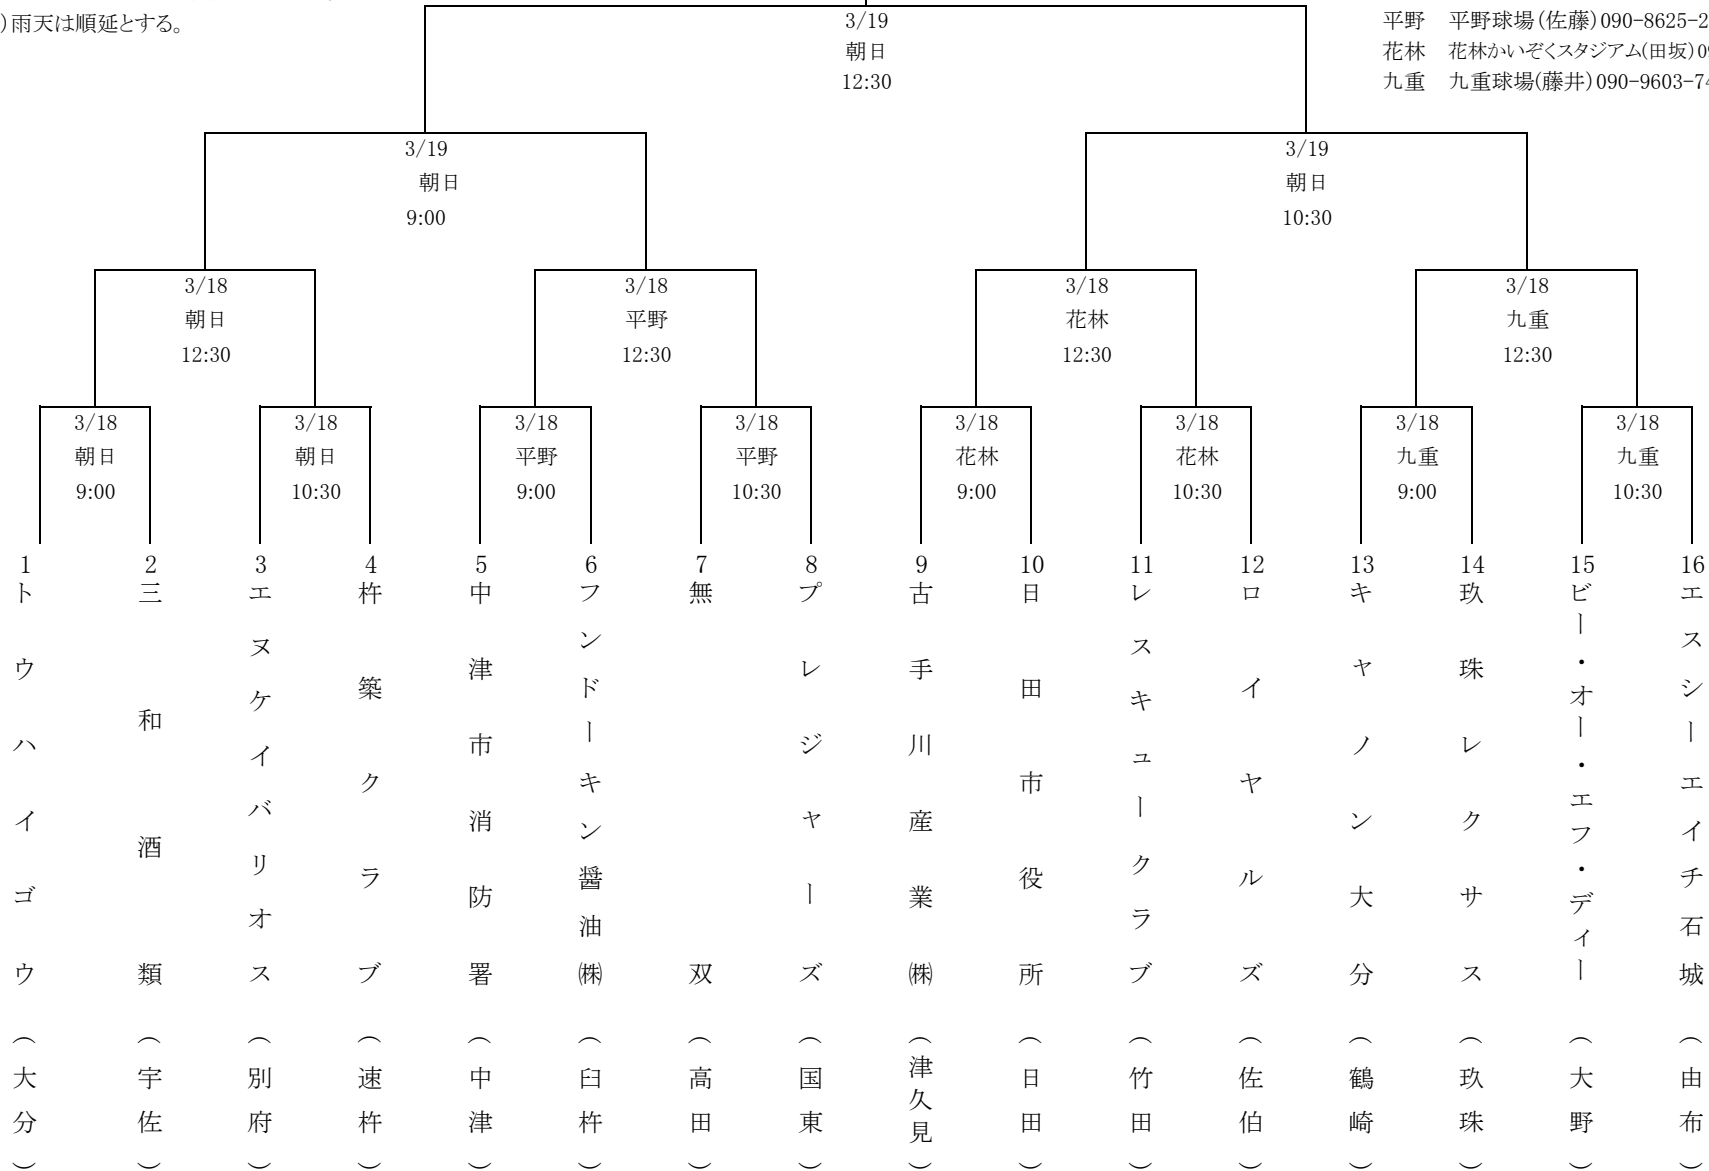 )雨天は順延とする。
平野 平野球場(佐藤)090-8625-2
花林 花林かいぞくスタジアム(田坂)09
九重 九重球場(藤井)090-9603-74
3/19
朝日
12:30
3/19
朝日
9:00
3/19
朝日
10:30
3/18
朝日
12:30
3/18
平野
12:30
3/18
花林
12:30
3/18
九重
12:30
3/18
朝日
9:00
3/18
朝日
10:30
3/18
平野
9:00
3/18
平野
10:30
3/18
花林
9:00
3/18
花林
10:30
3/18
九重
9:00
3/18
九重
10:30
1
トウハイゴウ(大分)
2
三和酒類(宇佐)
3
エヌケイバリオス(別府)
4
杵築クラブ(速杵)
5
中津市消防署(中津)
6
フンドーキン醤油㈱(臼杵)
7
無双(高田)
8
プレジャーズ(国東)
9
古手川産業㈱(津久見)
10
日田市役所(日田)
11
レスキュークラブ(竹田)
12
ロイヤルズ(佐伯)
13
キヤノン大分(鶴崎)
14
玖珠レクサス(玖珠)
15
ビー・オー・エフ・ディー(大野)
16
エスシーエイチ石城(由布)